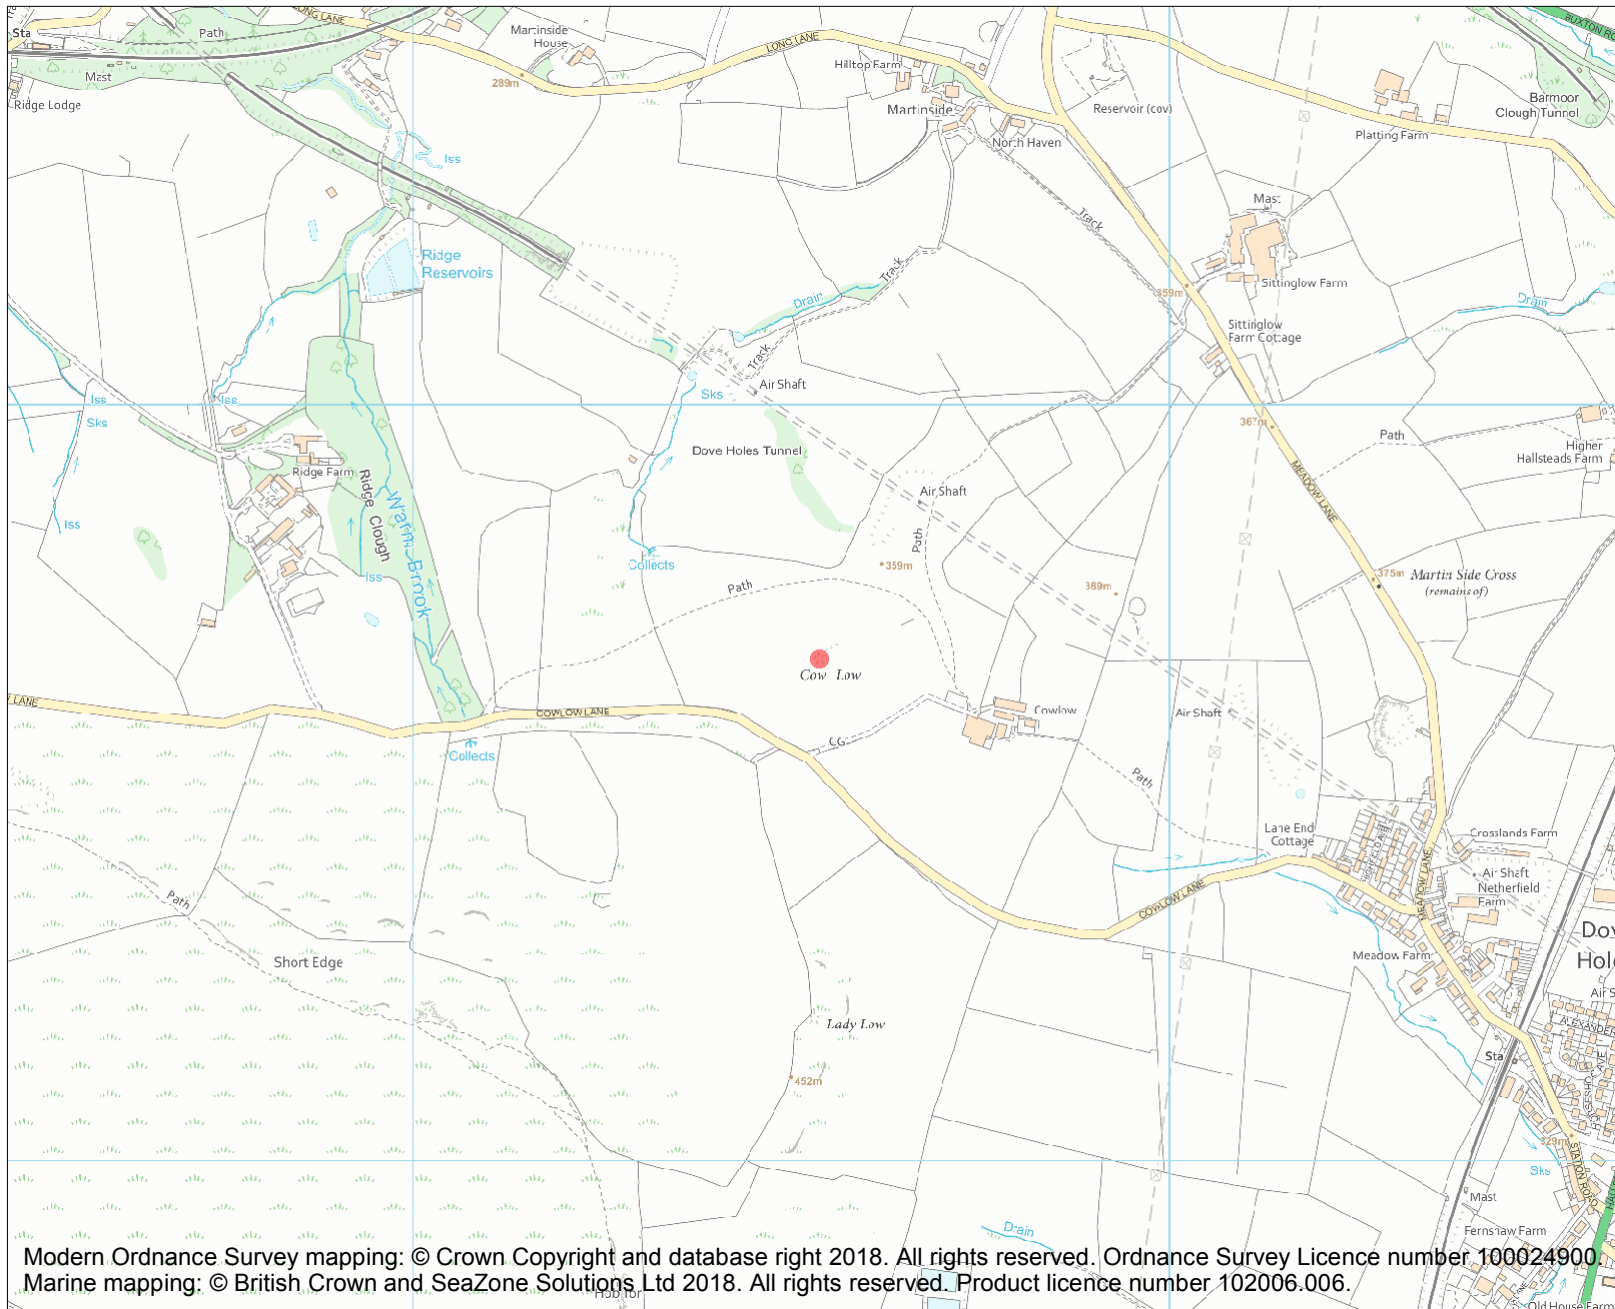 Sta
Path
LONG LANE
Mast
Ridge Lodge
289m
Martinside
House
LONG LANE
Hilltop Farm
Martinside
North Haven
Reservoir (cov)
BUXTON RO
Barmoor
Clough Tunnel
Platting Farm
Iss
Track
Mast
Ridge
Reservoirs
Track
Drain
359m
Sittinglow Farm
Drain
Sittinglow
Farm Cottage
Track
Air Shaft
Sks
Iss
Sks
Iss
367m
Path
Higher
Hallsteads Farm
Dove Holes Tunnel
Ridge Farm
Ridge Clough
Warm Brook
Air Shaft
MEADOW LANE
Iss
Path
Collects
359m
Iss
Path
389m
375m
Martin Side Cross
(remains of)
Cow Low
LANE
COWLOW LANE
Cowlow
Air Shaft
CG
Collects
Path
Lane End
Cottage
Crosslands Farm
MEADOW LANE
Air Shaft
Netherfield
Farm
COWLOW LANE
Path
Dov
Hole
Meadow Farm
Short Edge
Air S
Lady Low
ALEXANDER
Sta
452m
329m
STATION ROAD
Sks
Mast
Drain
Fernshaw Farm
Hob Tor
Old House Farm
Modern Ordnance Survey mapping: © Crown Copyright and database right 2018. All rights reserved. Ordnance Survey Licence number 100024900.
Marine mapping: © British Crown and SeaZone Solutions Ltd 2018. All rights reserved. Product licence number 102006.006.